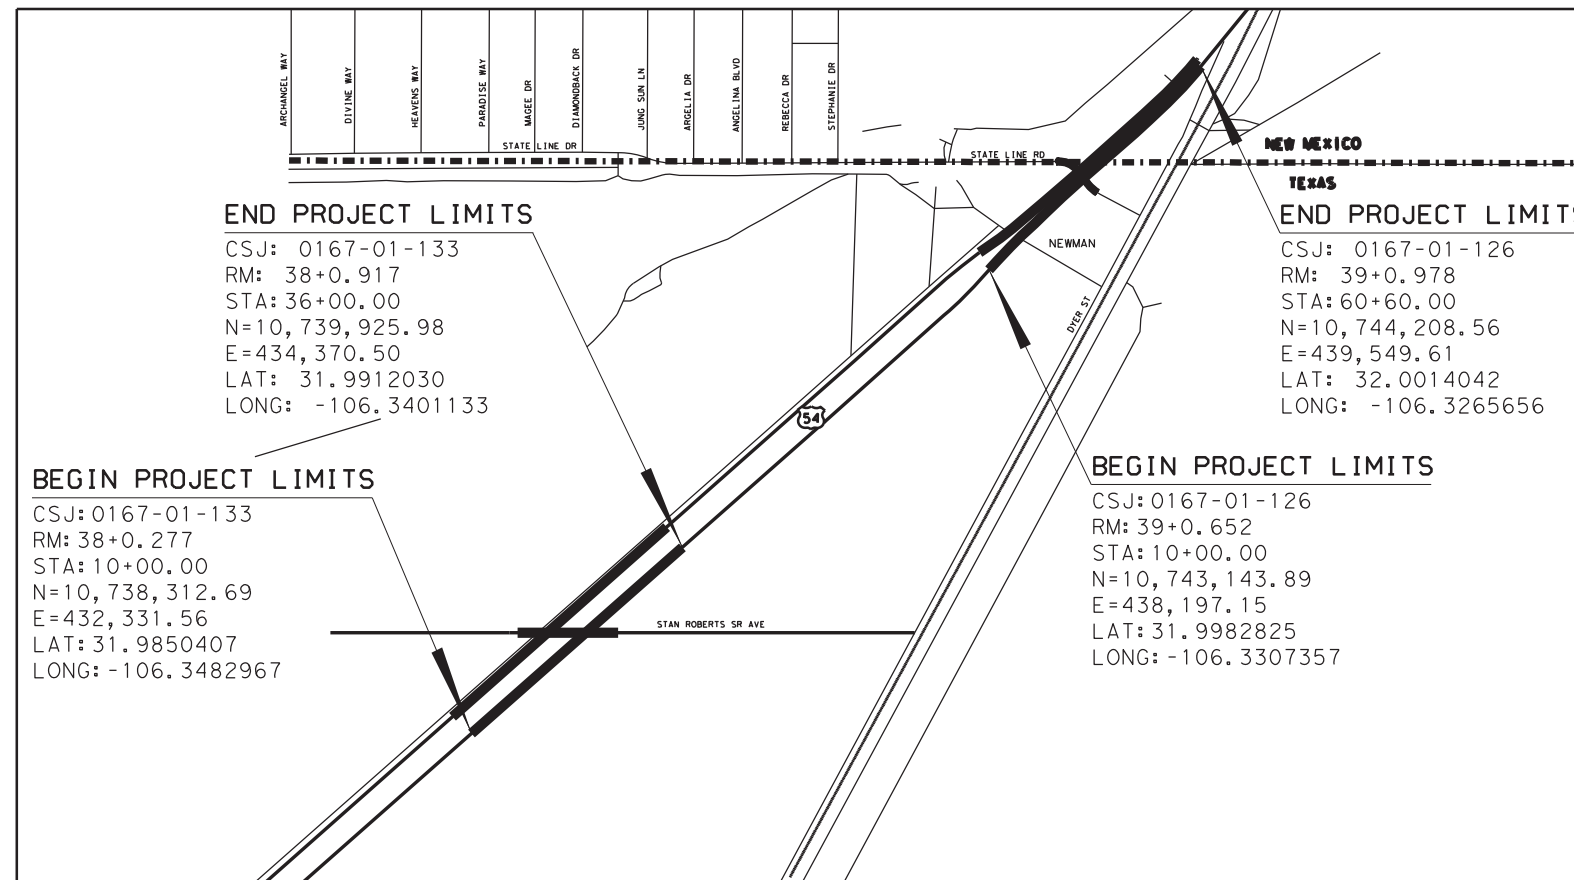 ARCHANGEL WAY
DIVINE WAY
HEAVENS WAY
PARADISE WAY
MAGEE DR
DIAMONDBACK DR
JUNG SUN LN
ARGELIA DR
ANGELINA BLVD
REBECCA DR
STEPHANIE DR
STATE LINE DR
STATE LINE RD
NEW MEXICO
TEXAS
END PROJECT LIMITS
CSJ: 0167-01-133
RM: 38+0.917
STA: 36+00.00
N=10,739,925.98
E=434,370.50
LAT: 31.9912030
LONG: -106.3401133
END PROJECT LIMITS
CSJ: 0167-01-126
RM: 39+0.978
STA: 60+60.00
N=10,744,208.56
E=439,549.61
LAT: 32.0014042
LONG: -106.3265656
NEWMAN
DYER ST
54
BEGIN PROJECT LIMITS
CSJ: 0167-01-133
RM: 38+0.277
STA: 10+00.00
N=10,738,312.69
E=432,331.56
LAT: 31.9850407
LONG: -106.3482967
BEGIN PROJECT LIMITS
CSJ: 0167-01-126
RM: 39+0.652
STA: 10+00.00
N=10,743,143.89
E=438,197.15
LAT: 31.9982825
LONG: -106.3307357
STAN ROBERTS SR AVE